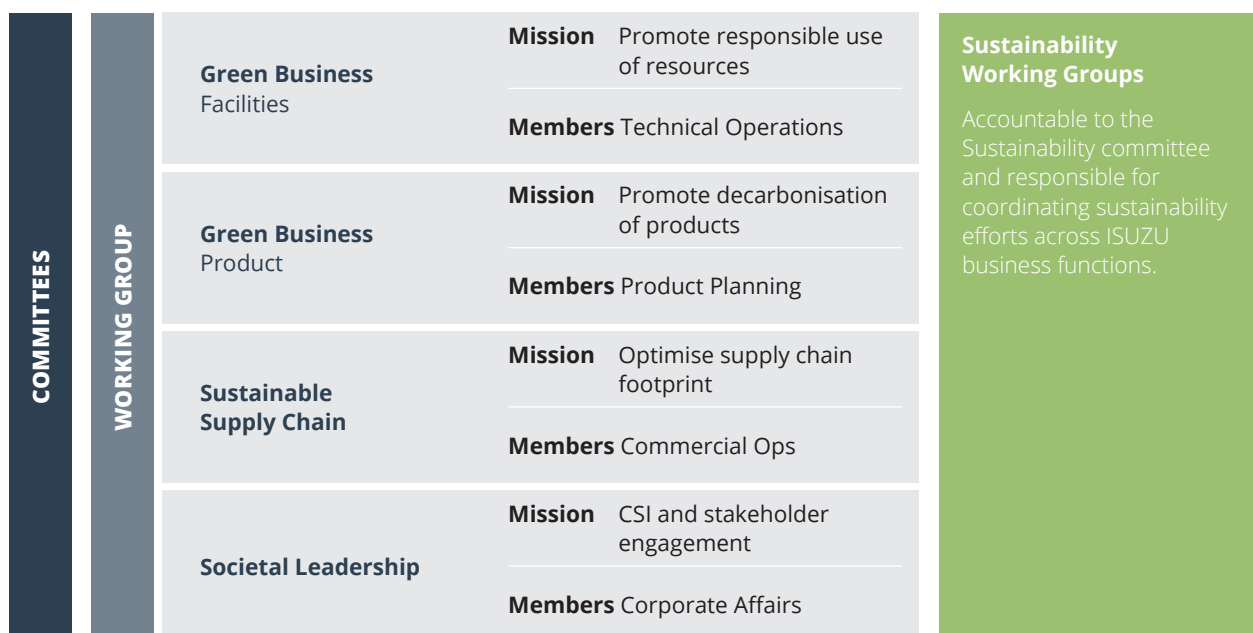 COMMITTEES
WORKING GROUP
Green Business
Facilities
Mission Promote responsible use
of resources
Members Technical Operations
Green Business
Product
Mission Promote decarbonisation
of products
Members Product Planning
Sustainable
Supply Chain
Mission Optimise supply chain
footprint
Members Commercial Ops
Societal Leadership
Mission CSI and stakeholder
engagement
Members Corporate Affairs
Sustainability
Working Groups
Accountable to the
Sustainability committee
and responsible for
coordinating sustainability
efforts across ISUZU
business functions.